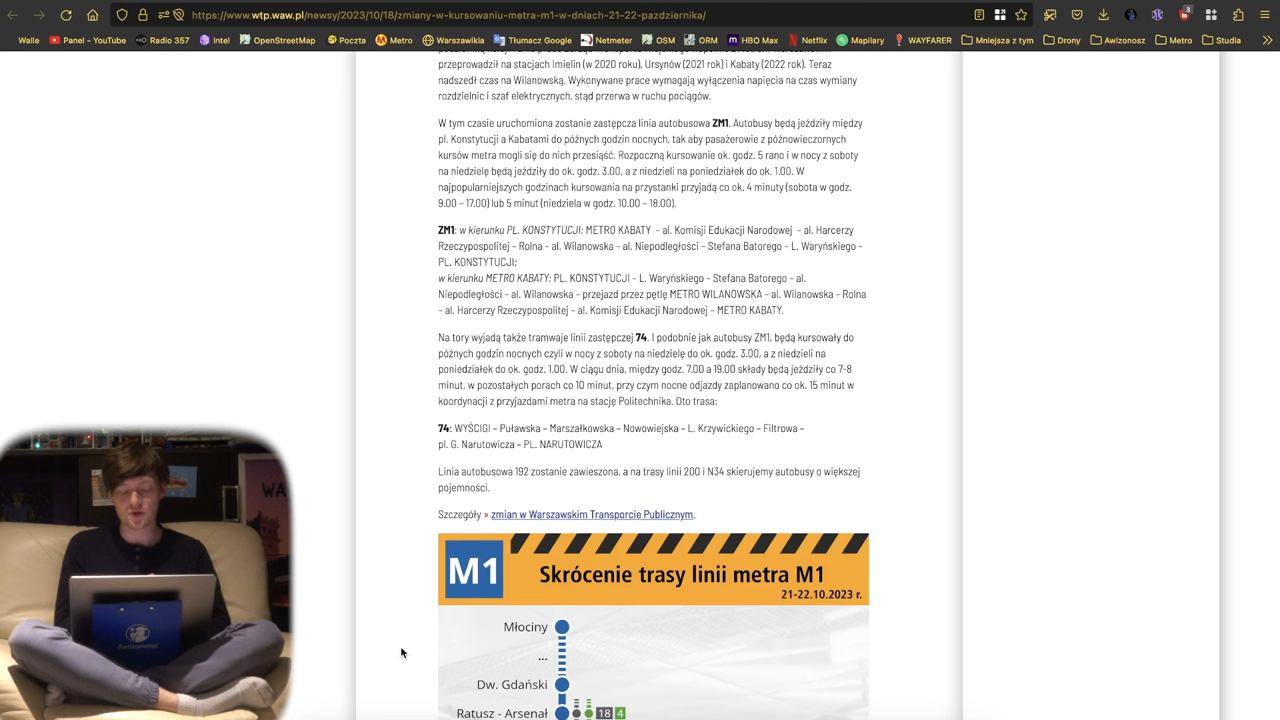 https://www.wtp.waw.pl/newsy/2023/10/18/zmiany-w-kursowaniu-metra-m1-w-dniach-21-22-pazdziernika/
3
Walle Panel - YouTube Radio 357 Intel OpenStreetMap Poczta Metro Warszawikia Tłumacz Google Netmeter OSM ORM HBO Max Netflix Mapilary WAYFARER Mniejsza z tym Drony Awizonosz Metro Studia
przeprowadził na stacjach Imielin (w 2020 roku), Ursynów (2021 rok) i Kabaty (2022 rok). Teraz
nadszedł czas na Wilanowską. Wykonywane prace wymagają wyłączenia napięcia na czas wymiany
rozdzielnic i szaf elektrycznych, stąd przerwa w ruchu pociągów.
W tym czasie uruchomiona zostanie zastępcza linia autobusowa ZM1. Autobusy będą jeździły między
pl. Konstytucji a Kabatami do późnych godzin nocnych, tak aby pasażerowie z późnowieczornych
kursów metra mogli się do nich przesiąść. Rozpoczną kursowanie ok. godz. 5 rano i w nocy z soboty
na niedzielę będą jeździły do ok. godz. 3.00, a z niedzieli na poniedziałek do ok. 1.00. W
najpopularniejszych godzinach kursowania na przystanki przyjadą co ok. 4 minuty (sobota w godz.
9.00 – 17.00) lub 5 minut (niedziela w godz. 10.00 – 18.00).
ZM1: w kierunku PL. KONSTYTUCJI: METRO KABATY – al. Komisji Edukacji Narodowej – al. Harcerzy
Rzeczypospolitej – Rolna – al. Wilanowska – al. Niepodległości – Stefana Batorego – L. Waryńskiego –
PL. KONSTYTUCJI;
w kierunku METRO KABATY: PL. KONSTYTUCJI – L. Waryńskiego – Stefana Batorego – al.
Niepodległości – al. Wilanowska – przejazd przez pętlę METRO WILANOWSKA – al. Wilanowska – Rolna
– al. Harcerzy Rzeczypospolitej – al. Komisji Edukacji Narodowej – METRO KABATY.
Na tory wyjadą także tramwaje linii zastępczej 74. I podobnie jak autobusy ZM1, będą kursowały do
późnych godzin nocnych czyli w nocy z soboty na niedzielę do ok. godz. 3.00, a z niedzieli na
poniedziałek do ok. godz. 1.00. W ciągu dnia, między godz. 7.00 a 19.00 składy będą jeździły co 7-8
minut, w pozostałych porach co 10 minut, przy czym nocne odjazdy zaplanowano co ok. 15 minut w
koordynacji z przyjazdami metra na stację Politechnika. Oto trasa:
74: WYŚCIGI – Puławska – Marszałkowska – Nowowiejska – L. Krzywickiego – Filtrowa –
pl. G. Narutowicza – PL. NARUTOWICZA
Linia autobusowa 192 zostanie zawieszona, a na trasy linii 200 i N34 skierujemy autobusy o większej
pojemności.
Szczegóły » zmian w Warszawskim Transporcie Publicznym.
M1 Skrócenie trasy linii metra M1
21-22.10.2023 r.
Młociny
...
Dw. Gdański
Ratusz - Arsenał 18 4